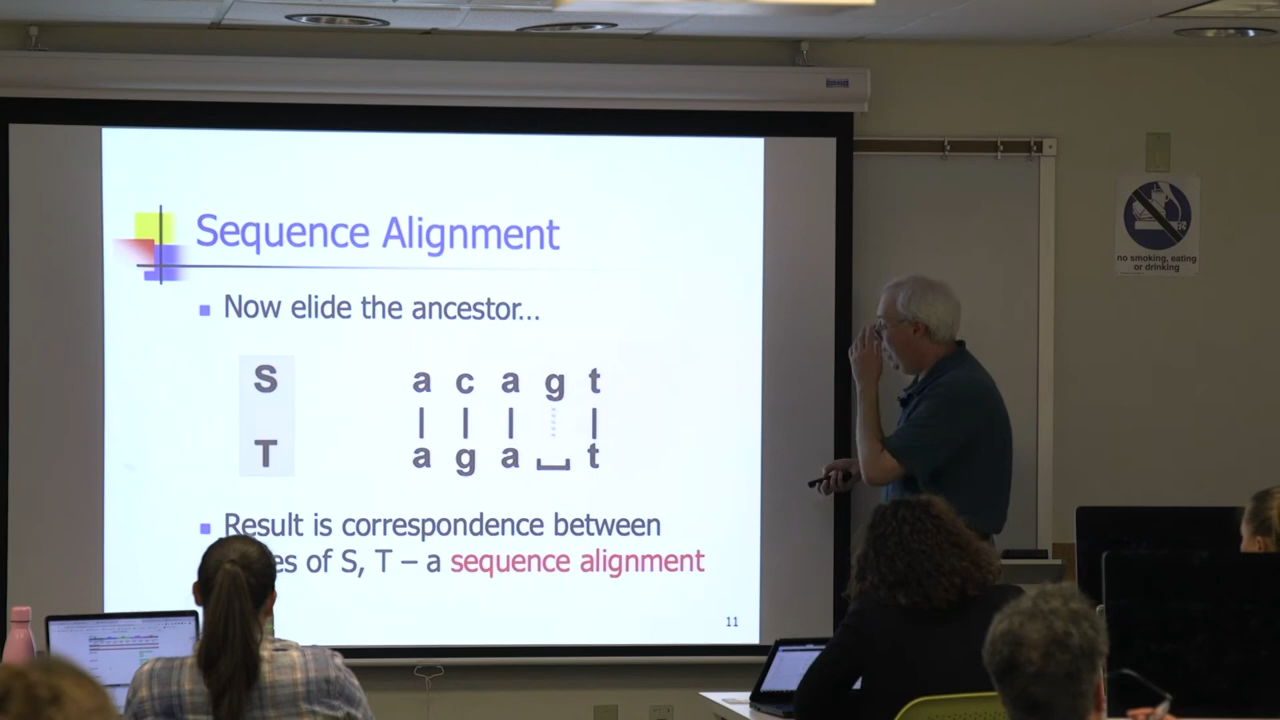 Sequence Alignment
Now elide the ancestor...
S a c a g t
T a g a ⎵ t
Result is correspondence between
es of S, T – a sequence alignment
11
no smoking, eating
or drinking